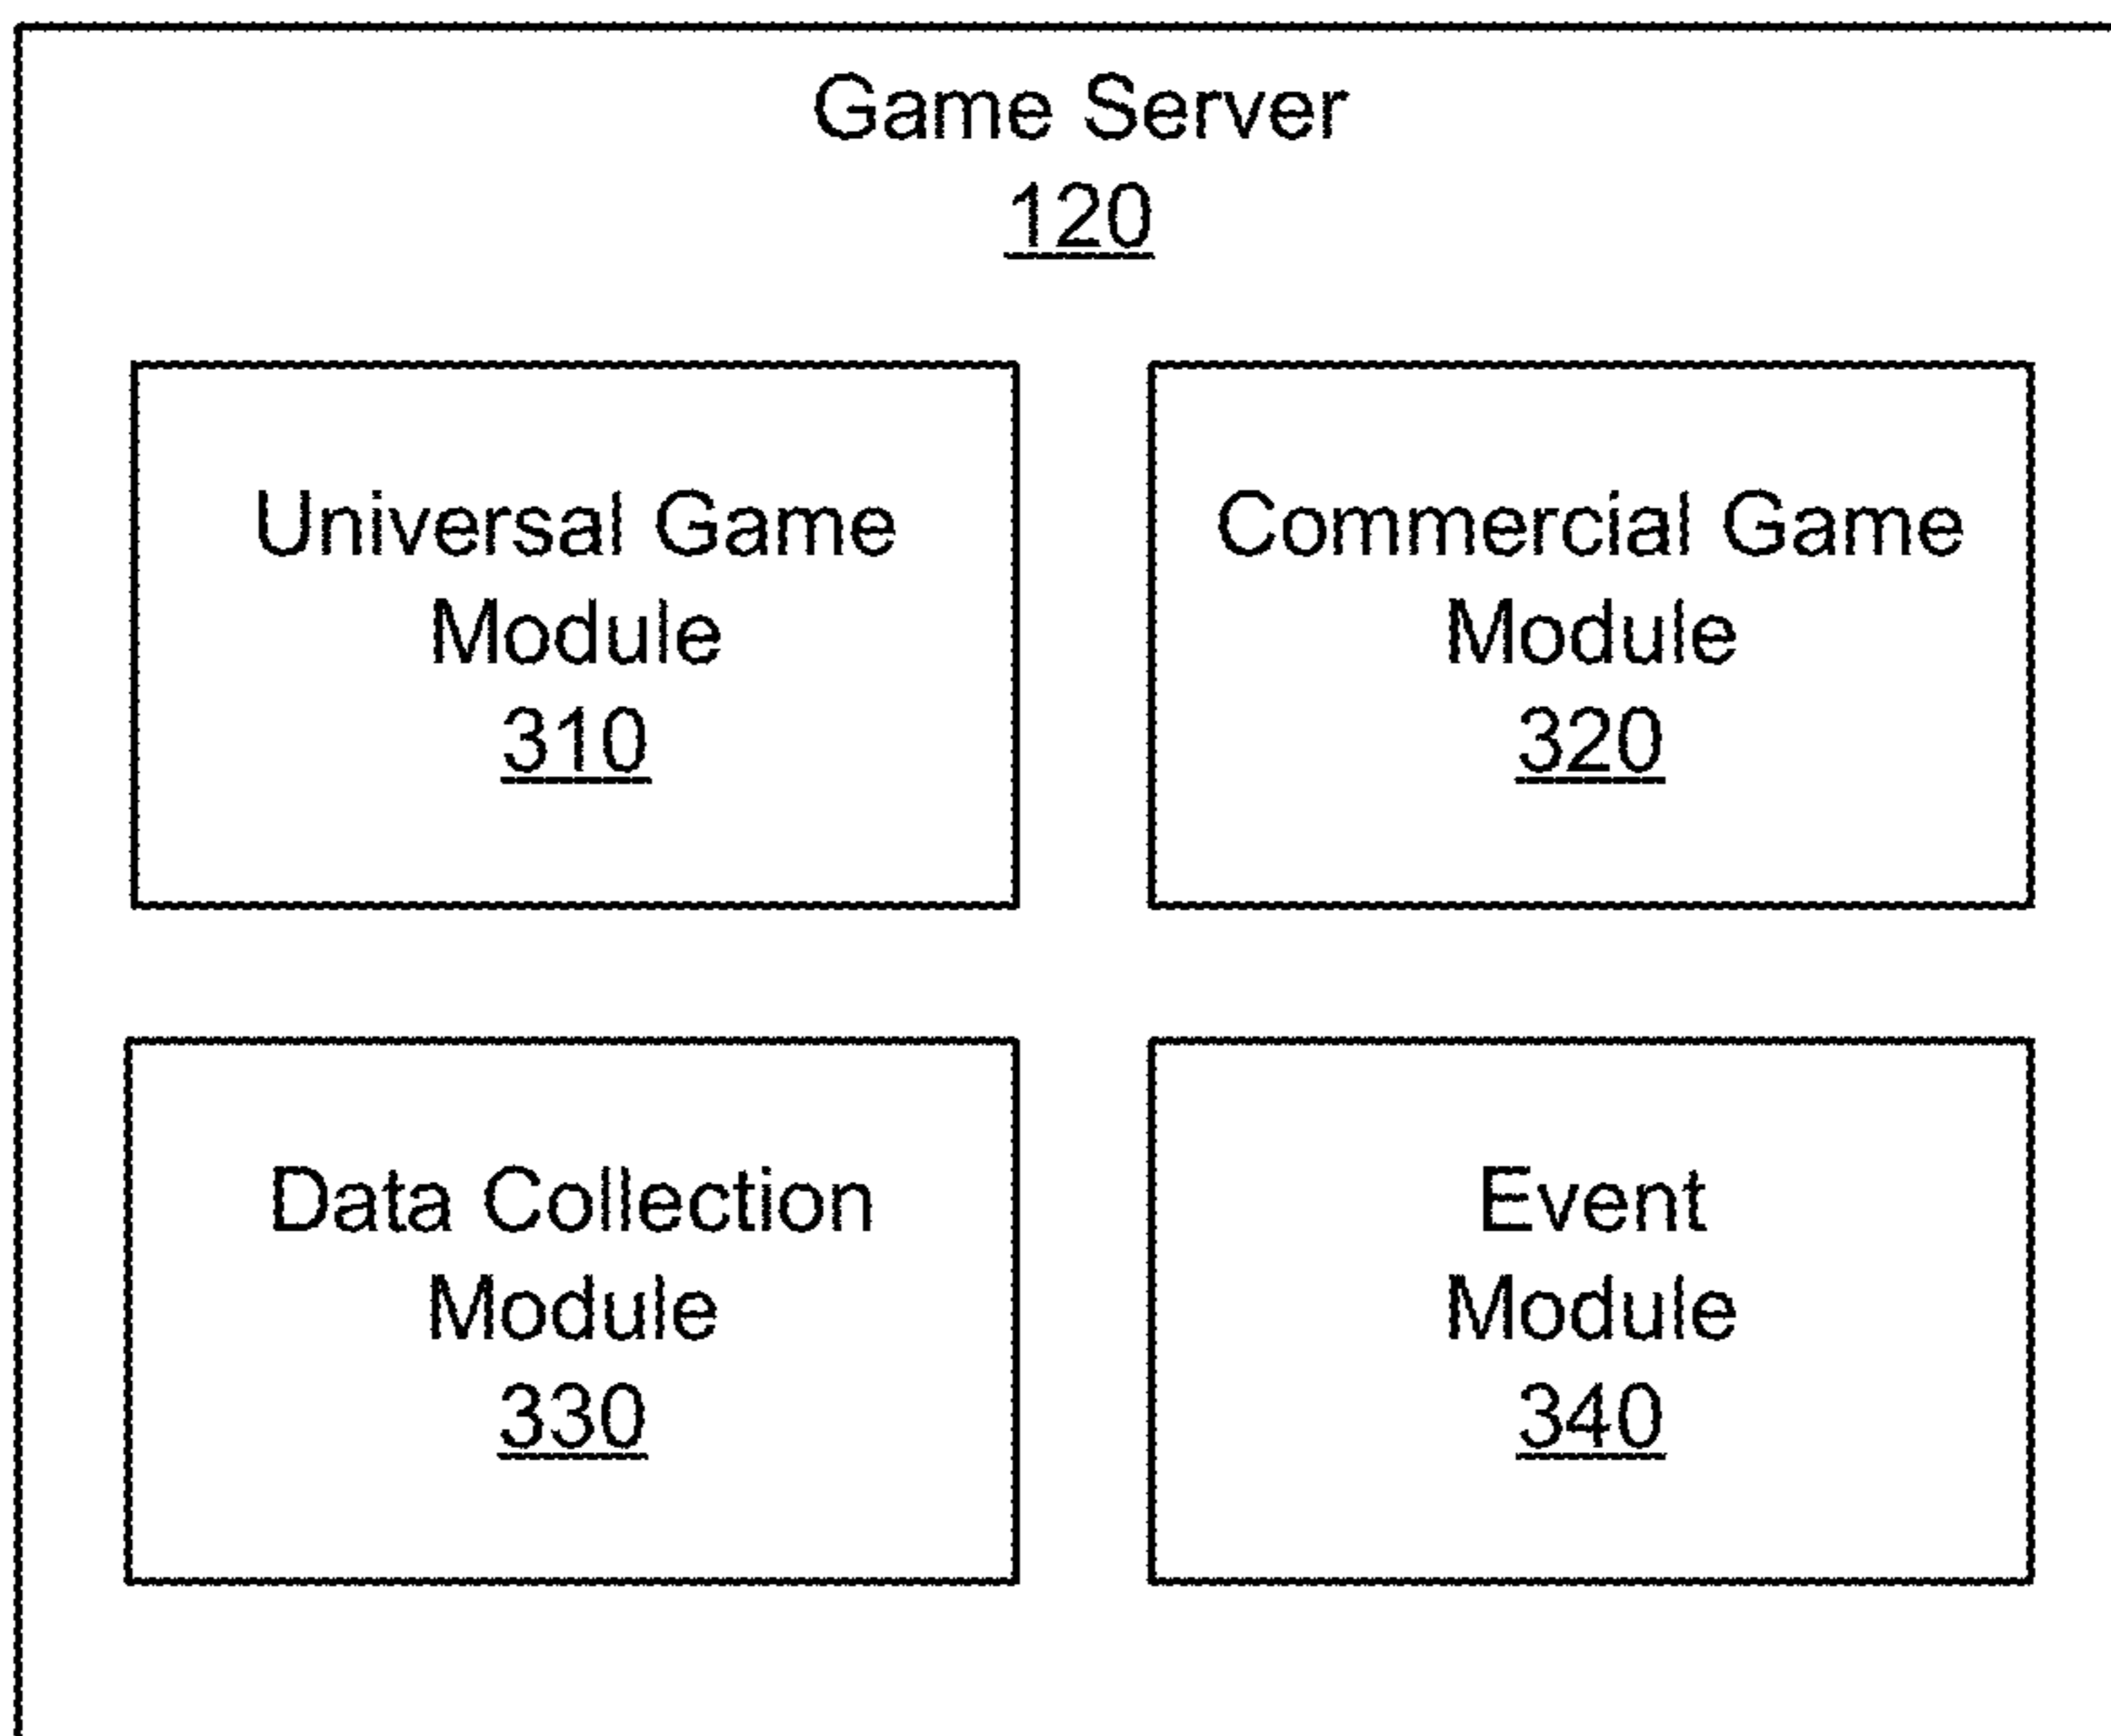 Game Server
120
Universal Game
Module
310
Commercial Game
Module
320
Data Collection
Module
330
Event
Module
340